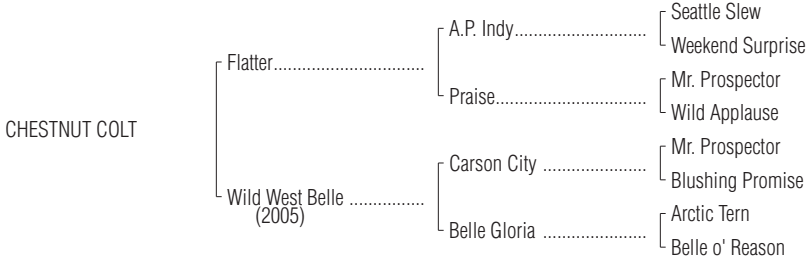 Seattle Slew
A.P. Indy..............................
Weekend Surprise
Flatter..................................
Mr. Prospector
Praise..................................
Wild Applause
CHESTNUT COLT
Mr. Prospector
Carson City .......................
Blushing Promise
Wild West Belle .................
(2005)
Arctic Tern
Belle Gloria .......................
Belle o' Reason